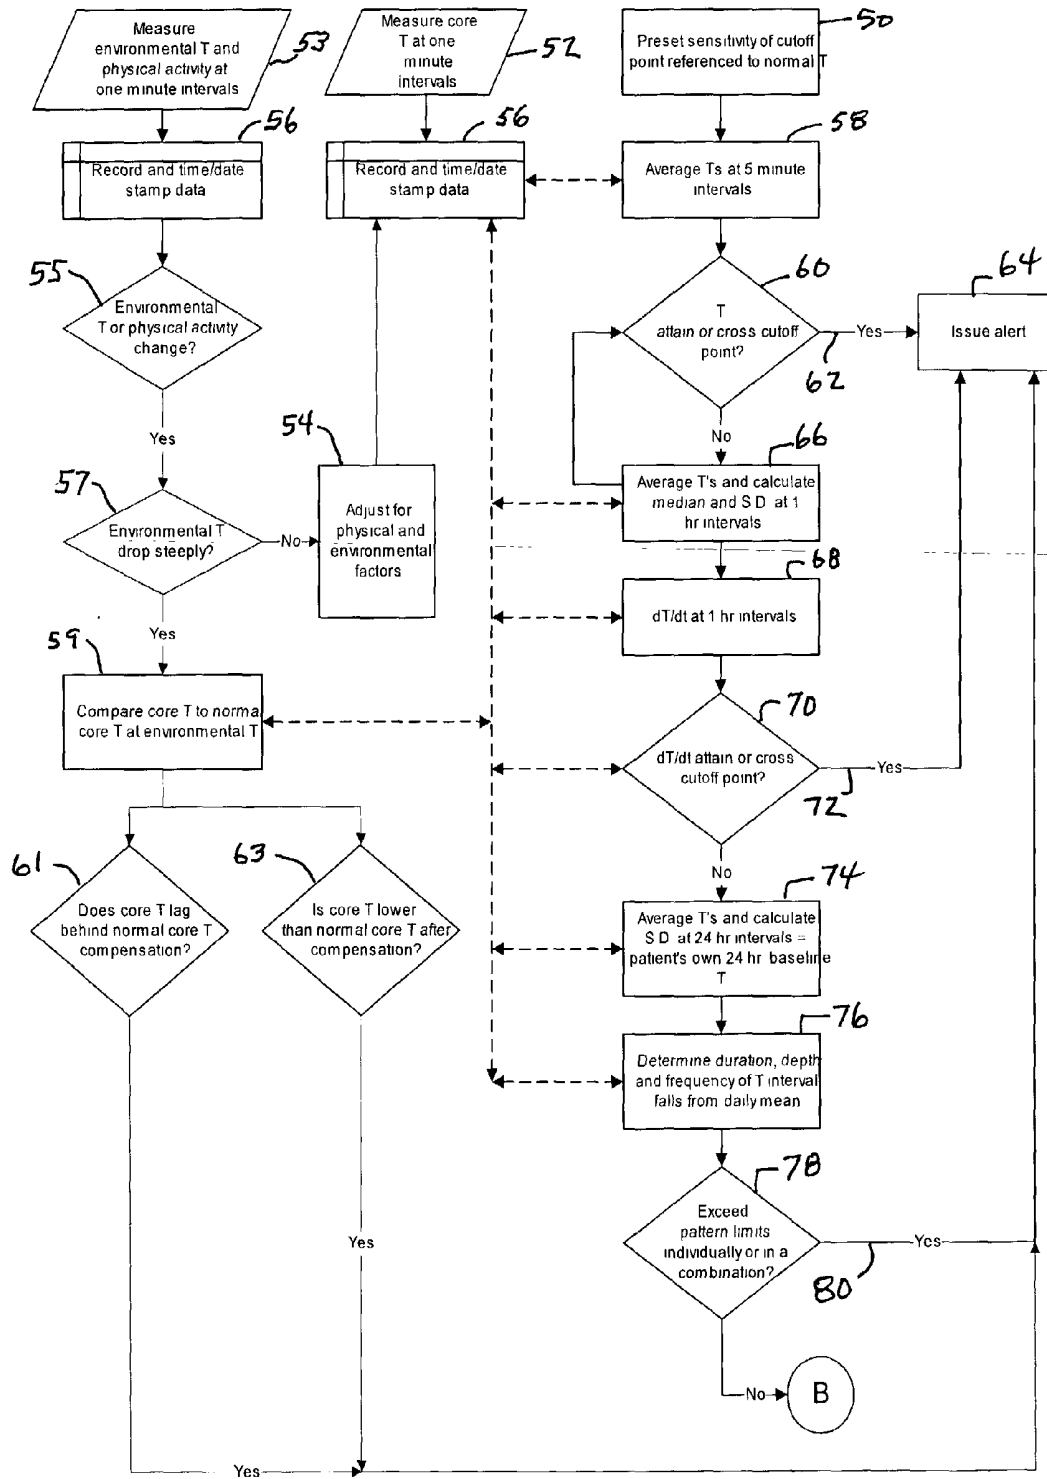 Measure
environmental T and
physical activity at
one minute intervals
53
Measure core
T at one
minute
intervals
52
Preset sensitivity of cutoff
point referenced to normal T
50
56
Record and time/date
stamp data
56
Record and time/date
stamp data
58
Average Ts at 5 minute
intervals
55
Environmental
T or physical activity
change?
60
T
attain or cross cutoff
point?
Yes
62
64
Issue alert
Yes
No
57
Environmental T
drop steeply?
No
54
Adjust for
physical and
environmental
factors
66
Average T's and calculate
median and S D at 1
hr intervals
68
dT/dt at 1 hr intervals
Yes
59
Compare core T to normal
core T at environmental T
70
dT/dt attain or cross
cutoff point?
Yes
72
No
61
Does core T lag
behind normal core T
compensation?
63
Is core T lower
than normal core T after
compensation?
74
Average T's and calculate
S D at 24 hr intervals =
patient's own 24 hr baseline
T
76
Determine duration, depth
and frequency of T interval
falls from daily mean
78
Exceed
pattern limits
individually or in a
combination?
Yes
80
Yes
No
B
Yes